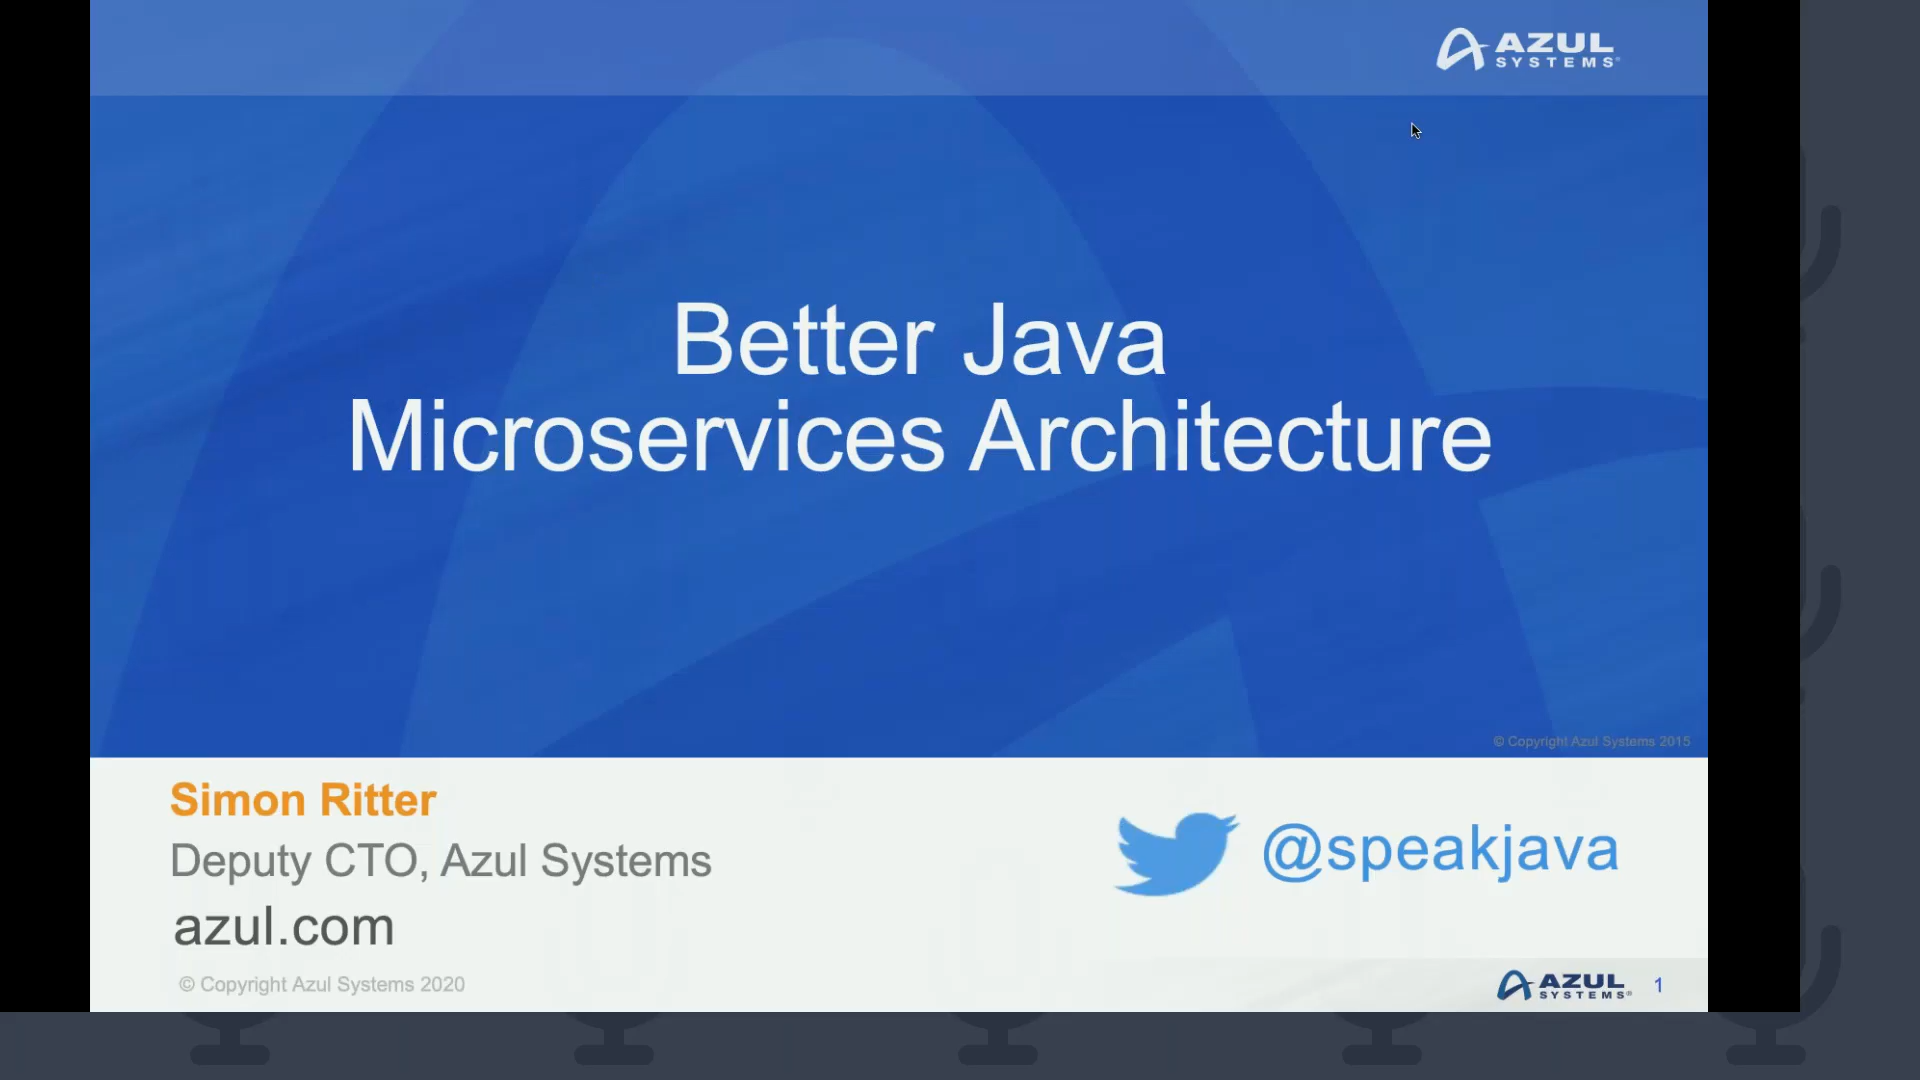 AZUL
SYSTEMS
Better Java
Microservices Architecture
© Copyright Azul Systems 2015
Simon Ritter
Deputy CTO, Azul Systems
azul.com
@speakjava
© Copyright Azul Systems 2020
AZUL
SYSTEMS®
1